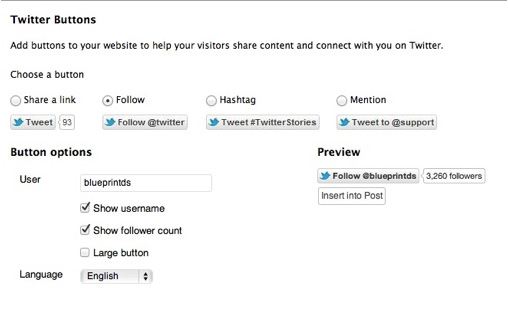 Twitter Buttons
Add buttons to your website to help your visitors share content and connect with you on Twitter.
Choose a button
Share a link Follow Hashtag Mention
Tweet 93 Follow @twitter Tweet #TwitterStories Tweet to @support
Button options Preview
User blueprintds Follow @blueprintds 3,260 followers
Insert into Post
Show username
Show follower count
Large button
Language English